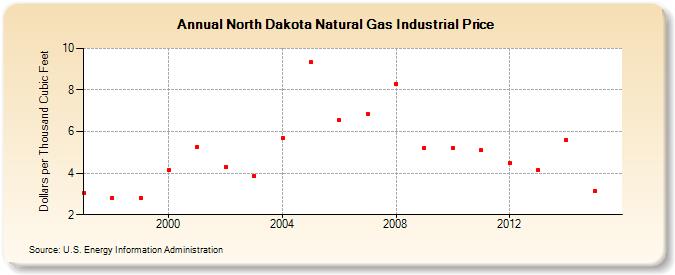 Annual North Dakota Natural Gas Industrial Price
Dollars per Thousand Cubic Feet
10
8
6
4
2
2000 2004 2008 2012
Source: U.S. Energy Information Administration